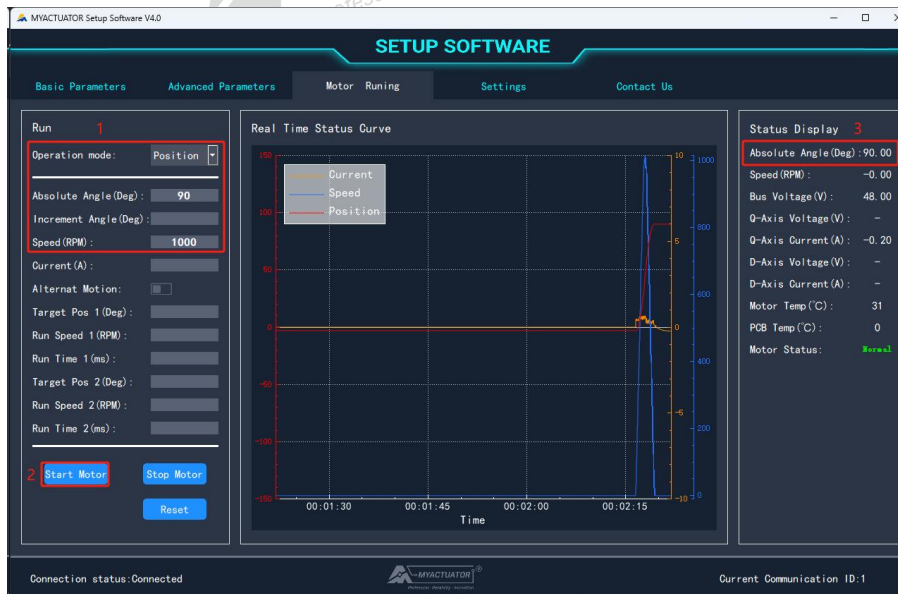 MYACTUATOR Setup Software V4.0
SETUP SOFTWARE
Basic Parameters
Advanced Parameters
Motor Runing
Settings
Contact Us
Run 1
Operation mode: Position
Absolute Angle(Deg): 90
Increment Angle(Deg):
Speed(RPM): 1000
Current(A):
Alternat Motion:
Target Pos 1(Deg):
Run Speed 1(RPM):
Run Time 1(ms):
Target Pos 2(Deg):
Run Speed 2(RPM):
Run Time 2(ms):
2 Start Motor
Stop Motor
Reset
Real Time Status Curve
Current
Speed
Position
150
100
50
0
-50
-100
-150
10
5
0
-5
-10
1000
800
600
400
200
0
00:01:30
00:01:45
00:02:00
00:02:15
Time
Status Display 3
Absolute Angle(Deg):90.00
Speed(RPM): -0.00
Bus Voltage(V): 48.00
Q-Axis Voltage(V): -
Q-Axis Current(A): -0.20
D-Axis Voltage(V): -
D-Axis Current(A): -
Motor Temp(℃): 31
PCB Temp(℃): 0
Motor Status: Normal
Connection status:Connected
MYACTUATOR®
Current Communication ID:1